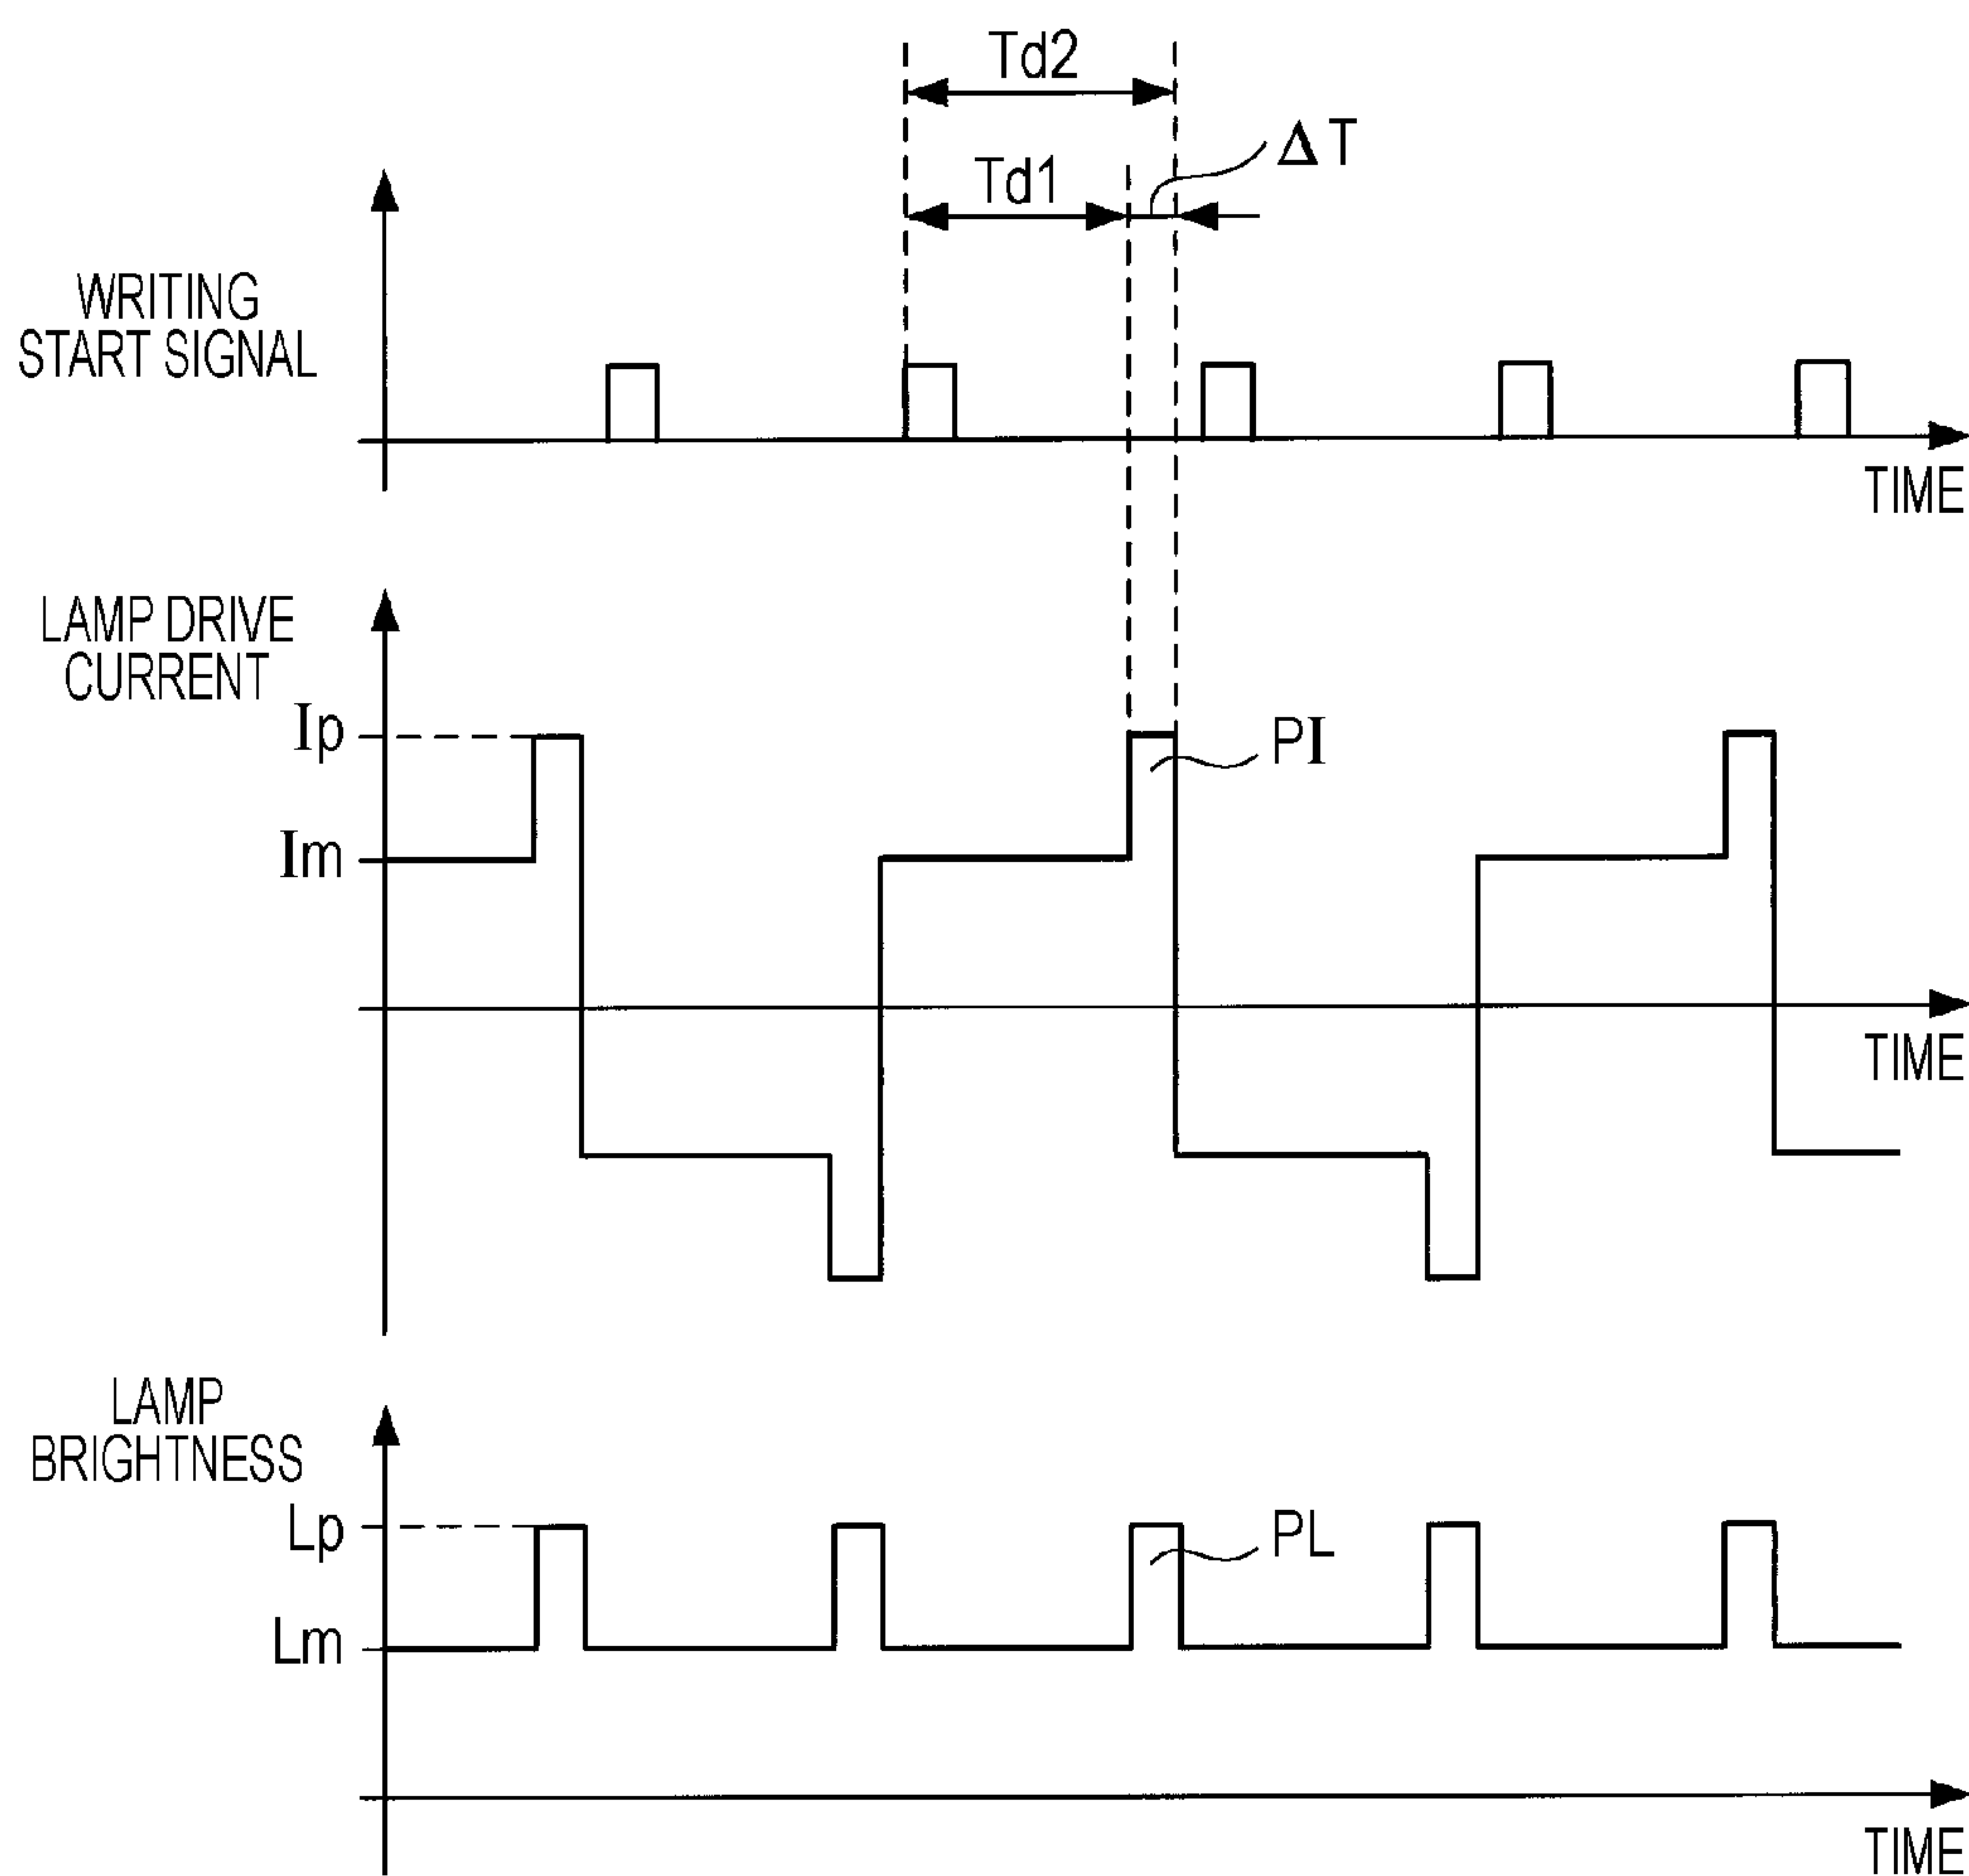 Td2
ΔT
Td1
WRITING
START SIGNAL
TIME
LAMP DRIVE
CURRENT
Ip
PI
Im
TIME
LAMP
BRIGHTNESS
Lp
PL
Lm
TIME